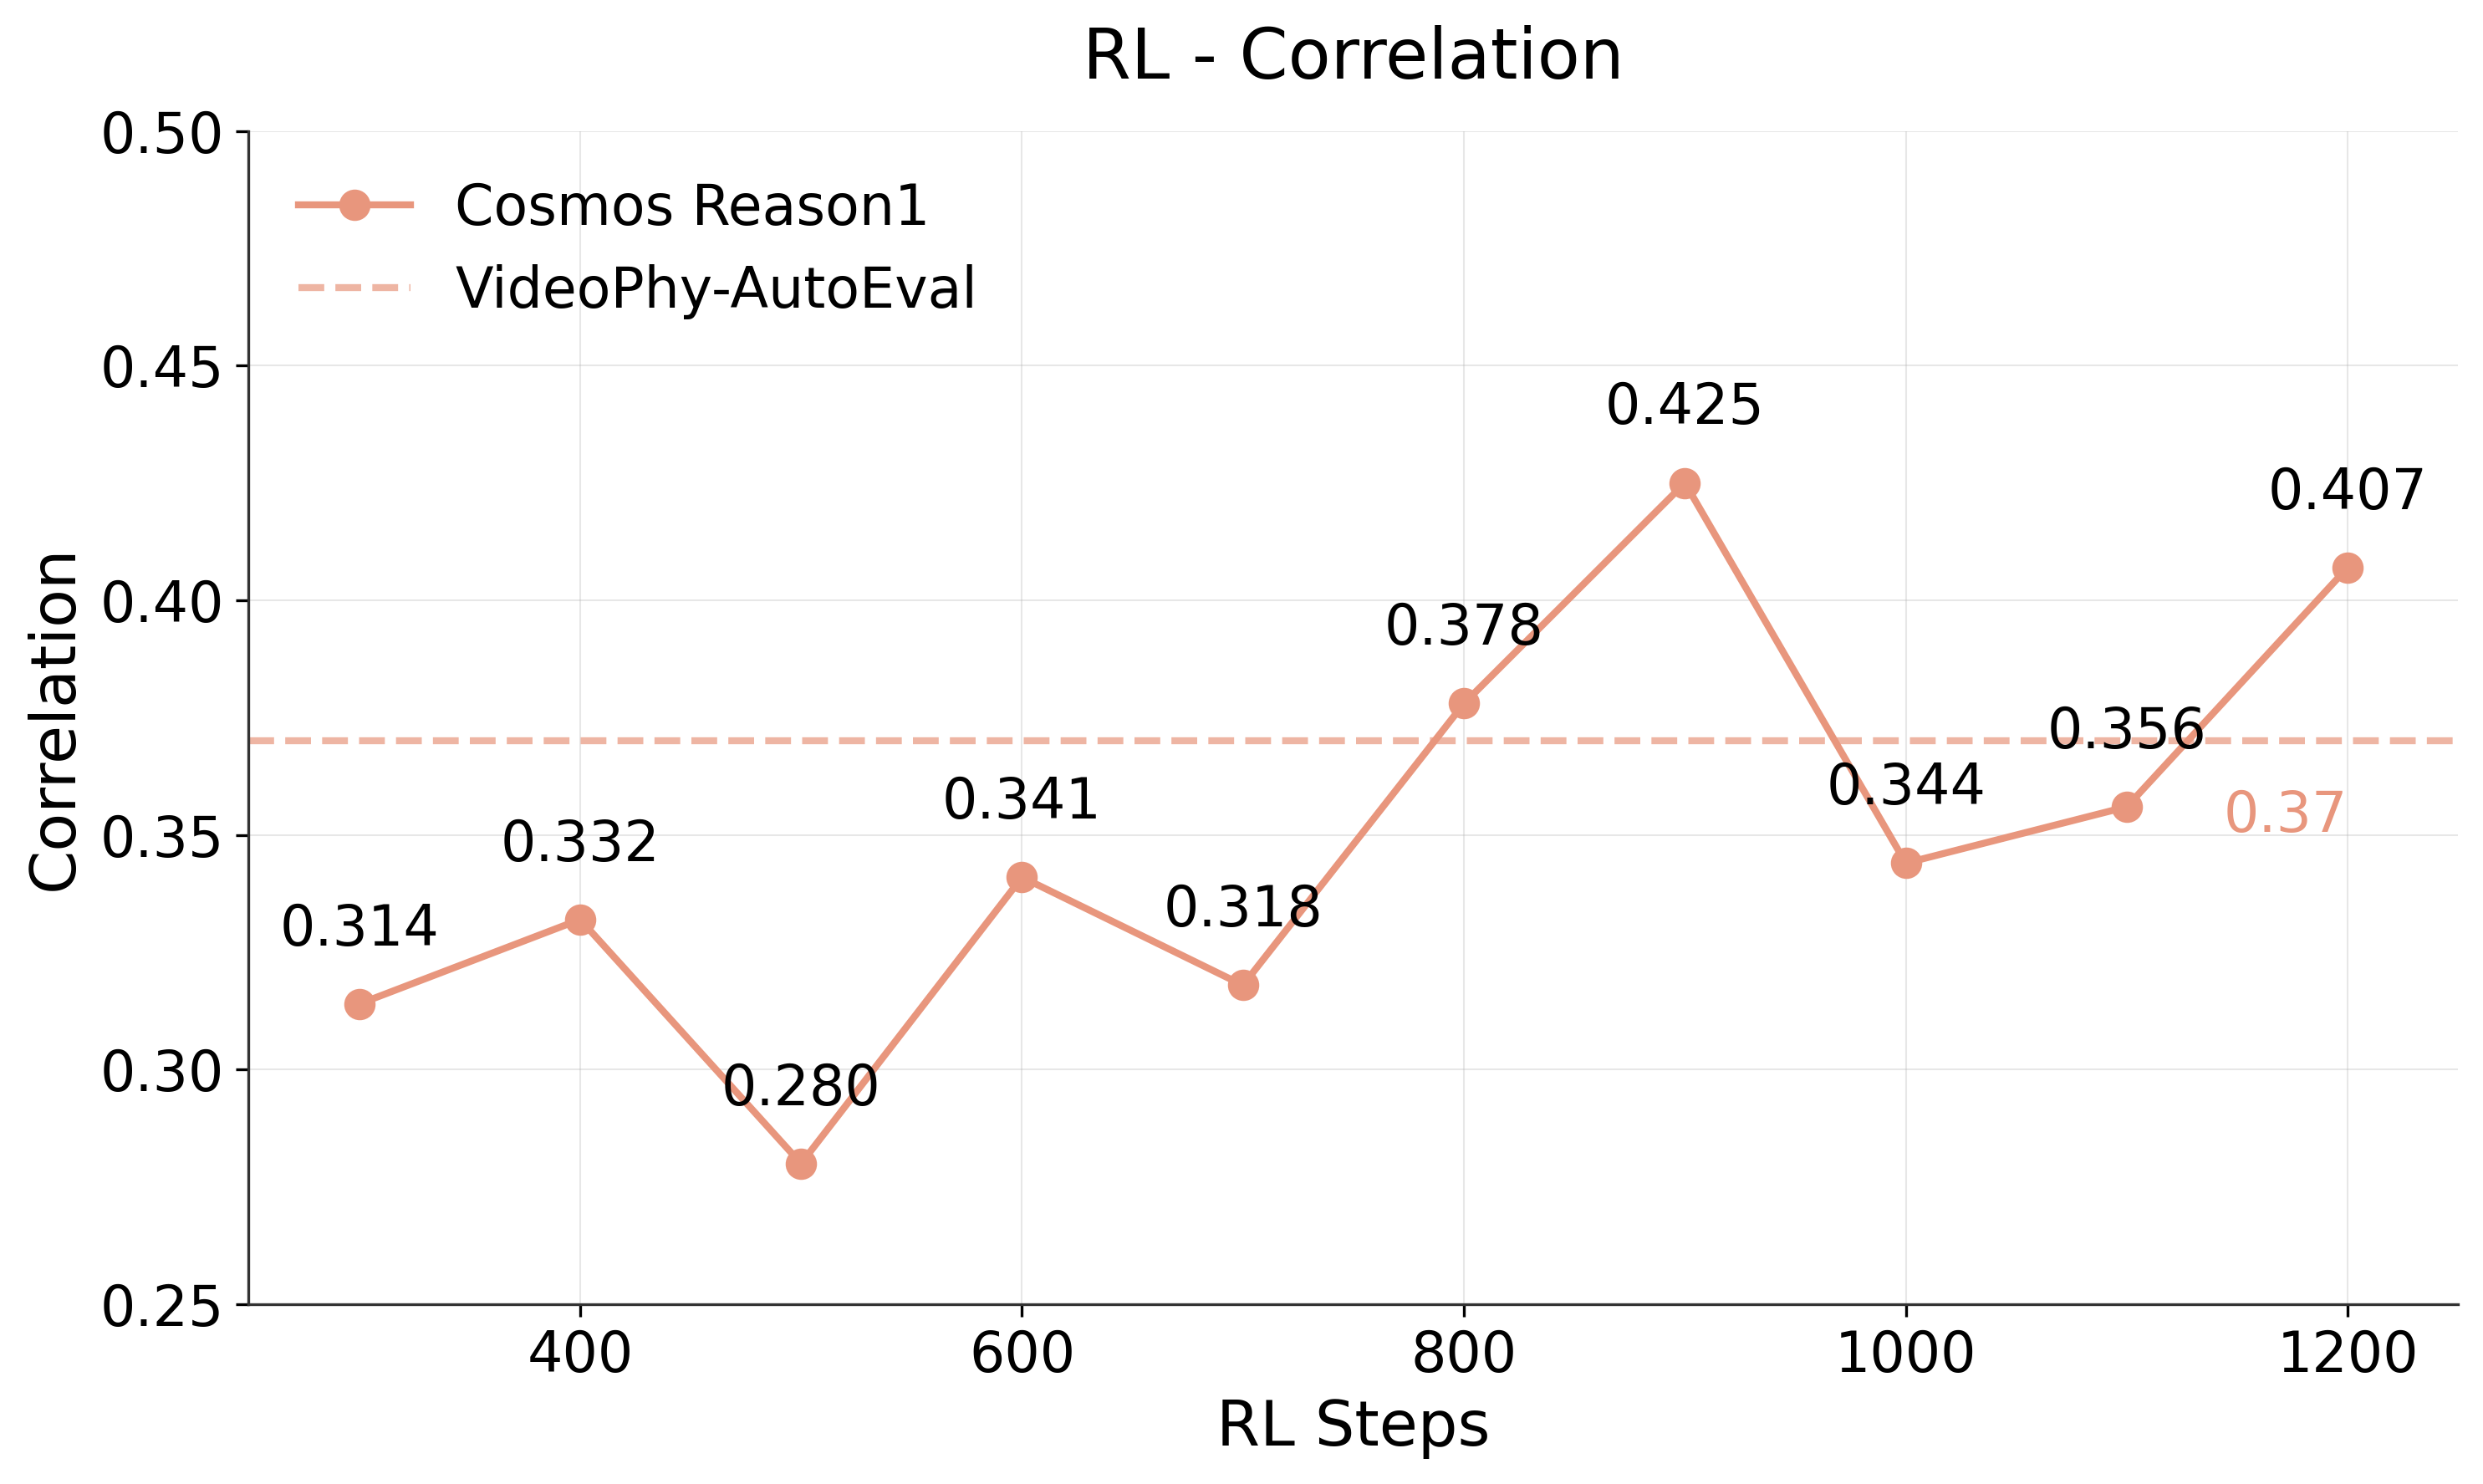 RL - Correlation
0.50
Cosmos Reason1
VideoPhy-AutoEval
0.45
0.425
0.407
0.40
0.378
0.356
0.344
0.341
0.37
0.35
0.332
0.318
0.314
0.30
0.280
0.25
Correlation
400 600 800 1000 1200
RL Steps